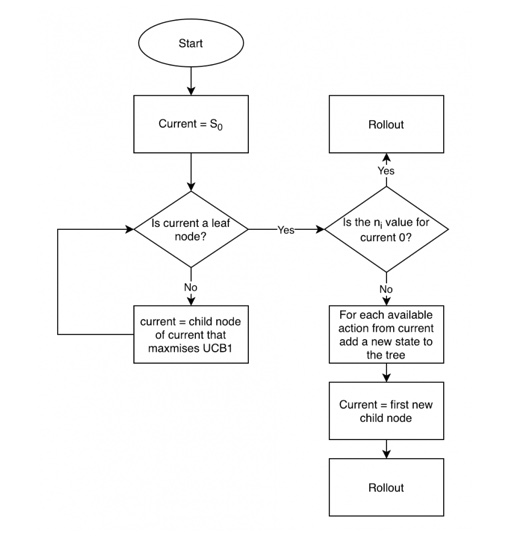 Start
Current = S₀
Rollout
Yes
Is current a leaf
node?
Yes
Is the nᵢ value for
current 0?
No
No
current = child node
of current that
maxmises UCB1
For each available
action from current
add a new state to
the tree
Current = first new
child node
Rollout